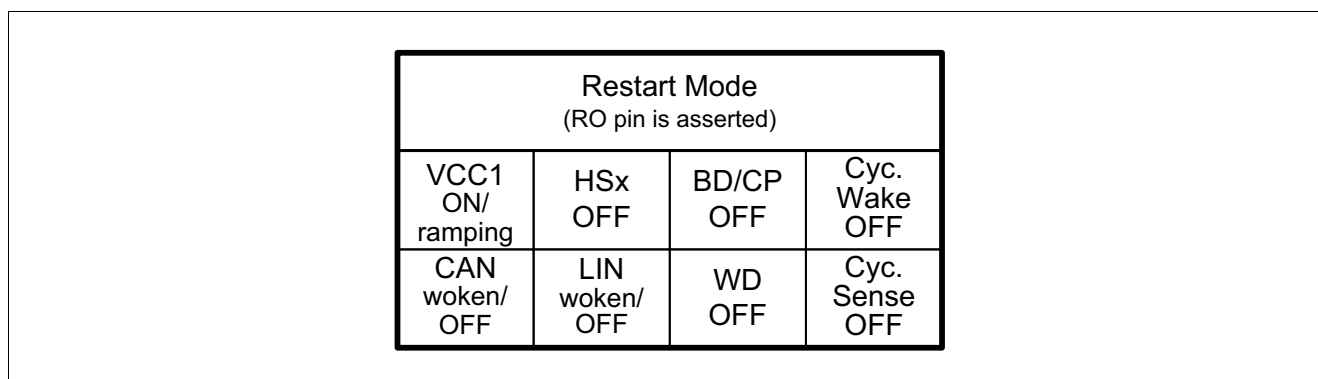 Restart Mode
(RO pin is asserted)
VCC1
ON/
ramping
HSx
OFF
BD/CP
OFF
Cyc.
Wake
OFF
CAN
woken/
OFF
LIN
woken/
OFF
WD
OFF
Cyc.
Sense
OFF